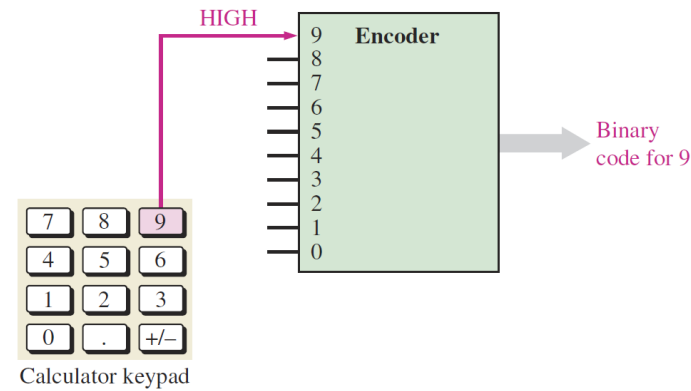 HIGH
9 Encoder
8
7
6
5
4
3
2
1
0
Binary
code for 9
7 8 9
4 5 6
1 2 3
0 . +/–
Calculator keypad